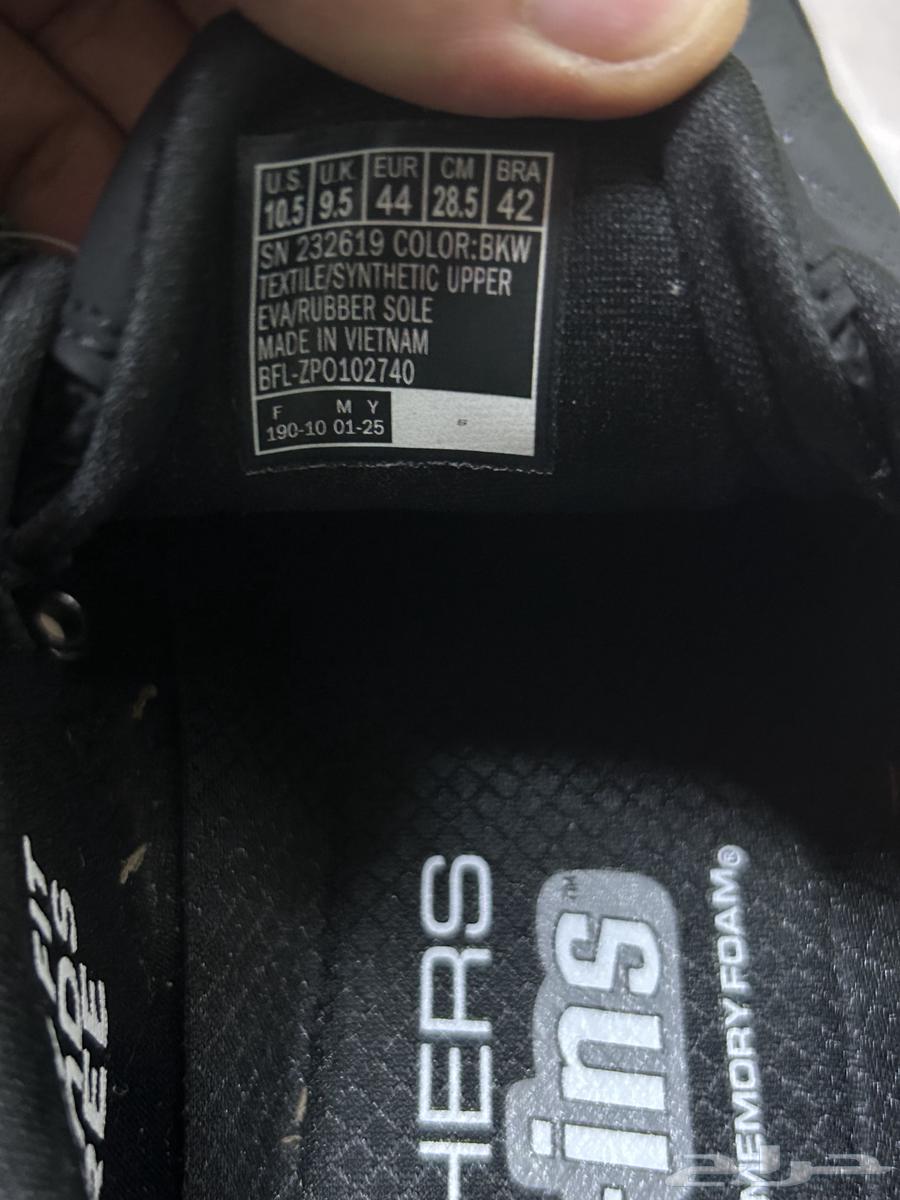 U.S. U.K. EUR CM BRA
10.5 9.5 44 28.5 42
SN 232619 COLOR:BKW
TEXTILE/SYNTHETIC UPPER
EVA/RUBBER SOLE
MADE IN VIETNAM
BFL-ZPO102740
F M Y
190-10 01-25
HERS
-ins™
MEMORY FOAM®
حراج